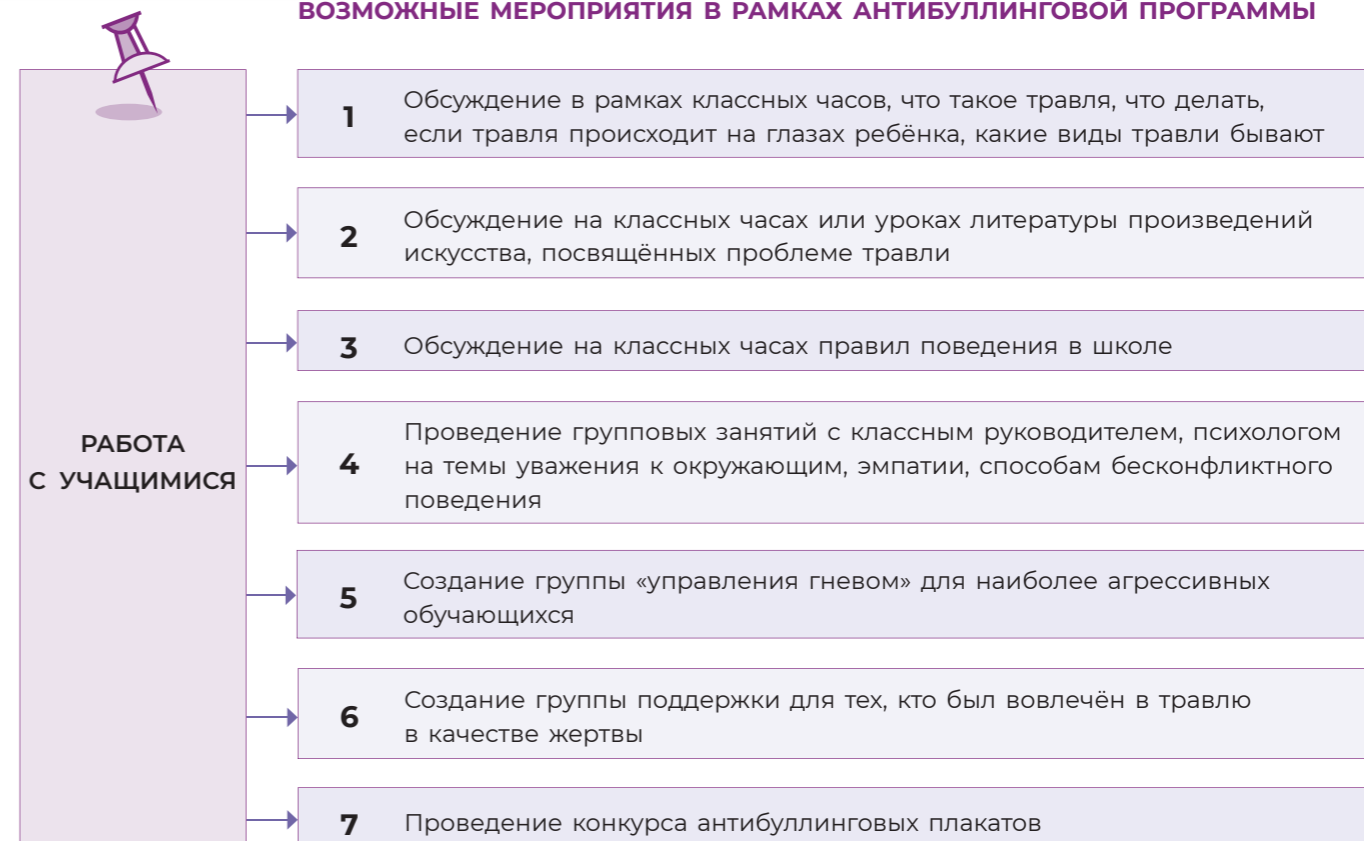 ВОЗМОЖНЫЕ МЕРОПРИЯТИЯ В РАМКАХ АНТИБУЛЛИНГОВОЙ ПРОГРАММЫ
РАБОТА
С УЧАЩИМИСЯ
1
Обсуждение в рамках классных часов, что такое травля, что делать,
если травля происходит на глазах ребёнка, какие виды травли бывают
2
Обсуждение на классных часах или уроках литературы произведений
искусства, посвящённых проблеме травли
3
Обсуждение на классных часах правил поведения в школе
4
Проведение групповых занятий с классным руководителем, психологом
на темы уважения к окружающим, эмпатии, способам бесконфликтного
поведения
5
Создание группы «управления гневом» для наиболее агрессивных
обучающихся
6
Создание группы поддержки для тех, кто был вовлечён в травлю
в качестве жертвы
7
Проведение конкурса антибуллинговых плакатов